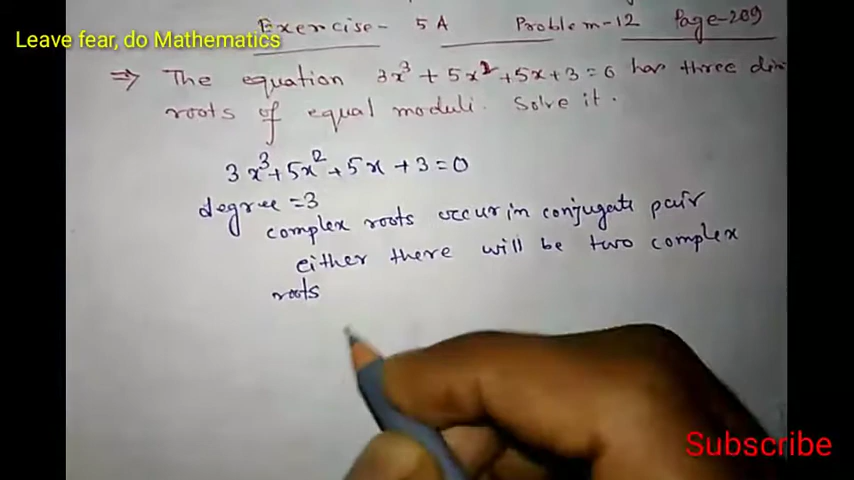 Exercise- 5A Problem-12 Page-209
Leave fear, do Mathematics
⇒ The equation 3x³ + 5x² + 5x + 3 = 0 has three
roots of equal moduli. Solve it.
3x³ + 5x² + 5x + 3 = 0
degree = 3
complex roots occur in conjugate pair
either there will be two complex
roots
Subscribe